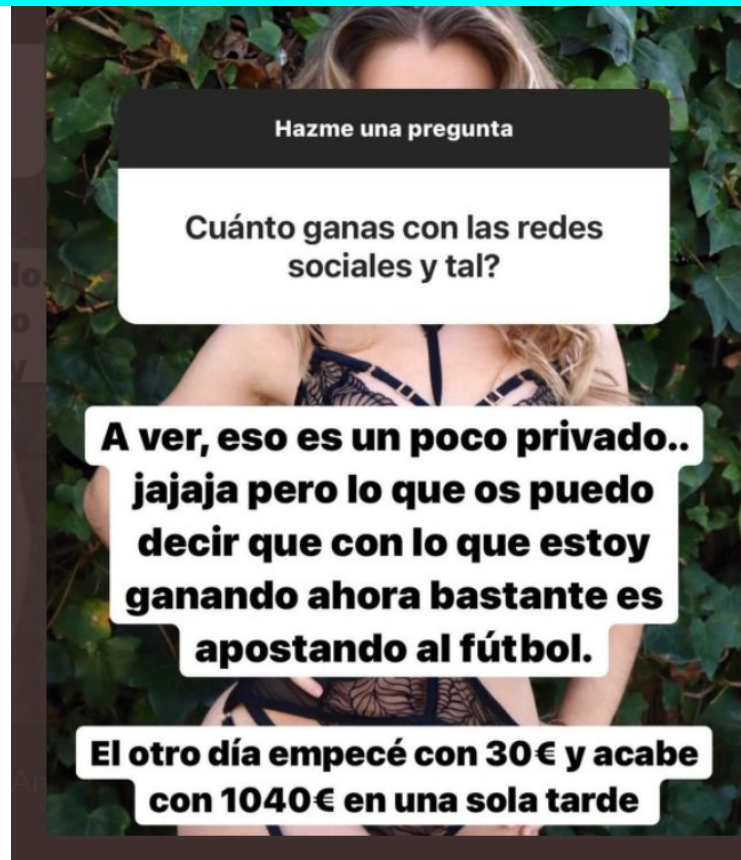 Hazme una pregunta
Cuánto ganas con las redes
sociales y tal?
A ver, eso es un poco privado..
jajaja pero lo que os puedo
decir que con lo que estoy
ganando ahora bastante es
apostando al fútbol.
El otro día empecé con 30€ y acabe
con 1040€ en una sola tarde